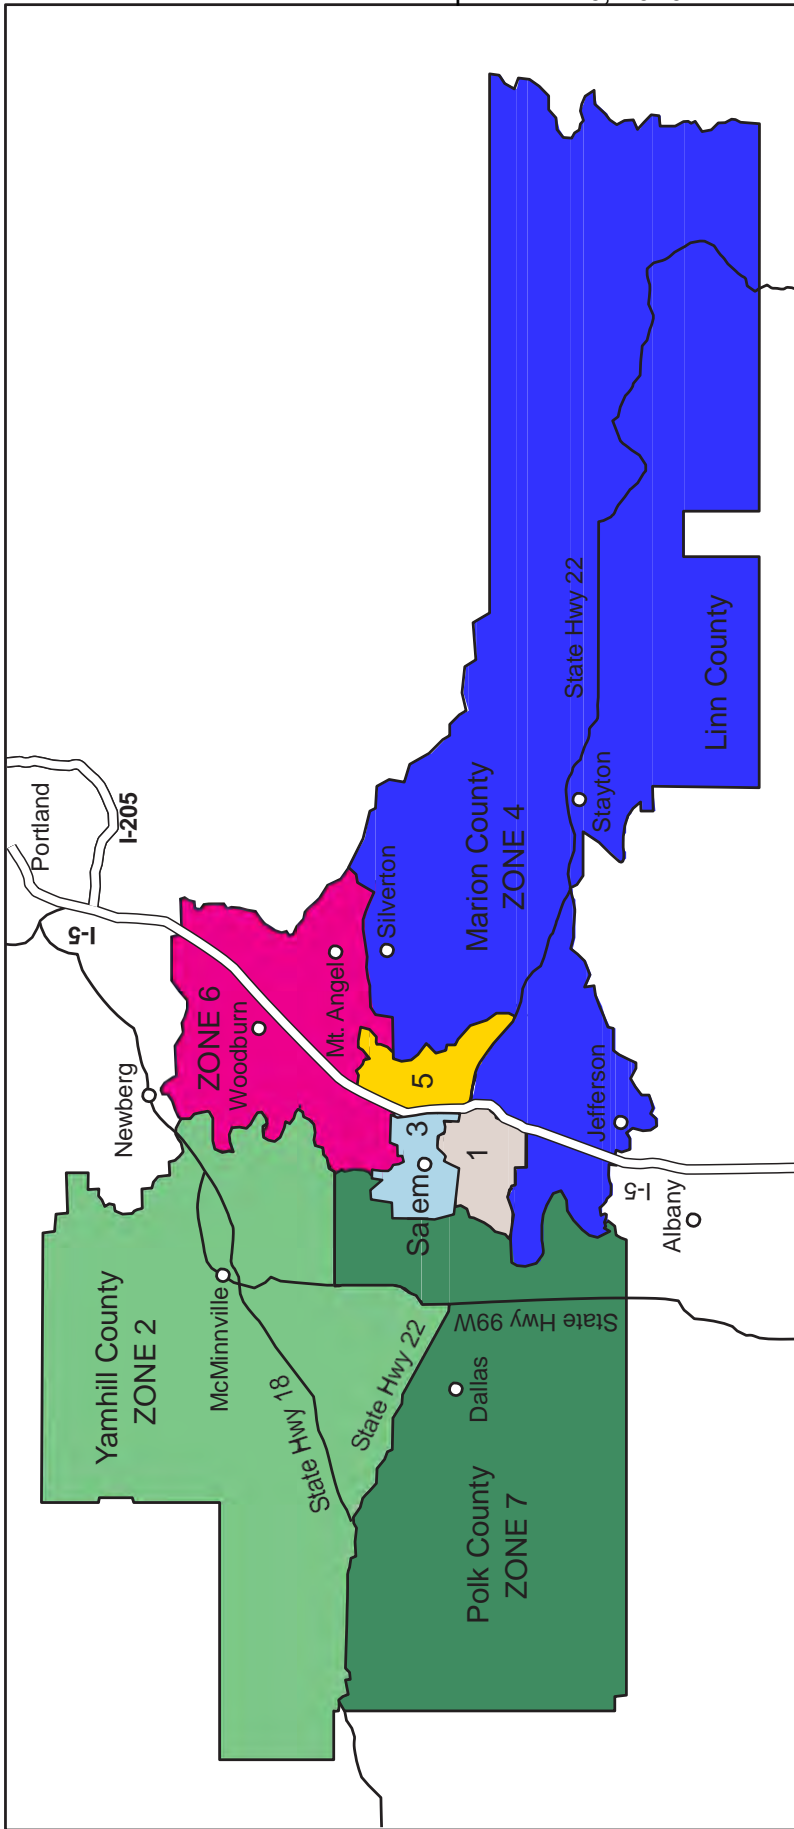 Portland
I-205
I-5
Newberg
ZONE 6
Woodburn
Mt. Angel
Silverton
Marion County
ZONE 4
State Hwy 22
Stayton
Linn County
Yamhill County
ZONE 2
McMinnville
State Hwy 18
State Hwy 22
5
3
Salem
1
Jefferson
I-5
Albany
State Hwy 99W
Dallas
Polk County
ZONE 7